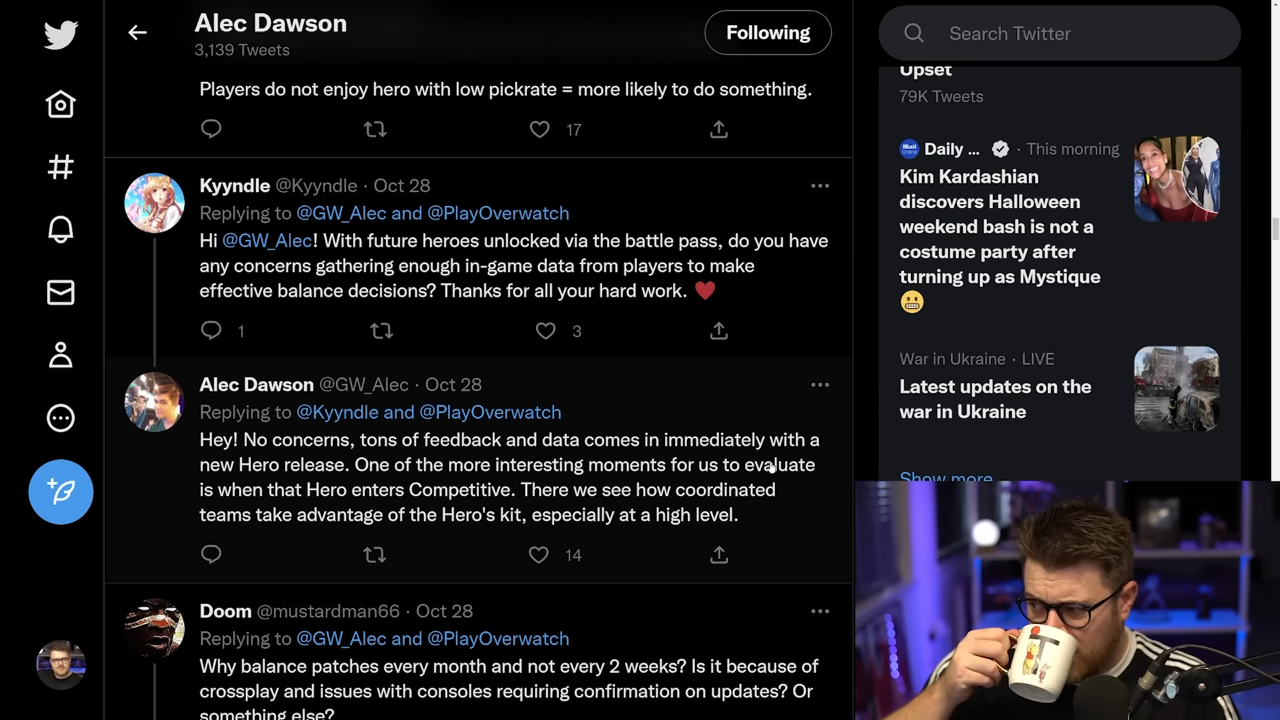 Alec Dawson
3,139 Tweets
Following
Players do not enjoy hero with low pickrate = more likely to do something.
17
Kyyndle @Kyyndle · Oct 28
Replying to @GW_Alec and @PlayOverwatch
Hi @GW_Alec! With future heroes unlocked via the battle pass, do you have
any concerns gathering enough in-game data from players to make
effective balance decisions? Thanks for all your hard work. ♥
1
3
Alec Dawson @GW_Alec · Oct 28
Replying to @Kyyndle and @PlayOverwatch
Hey! No concerns, tons of feedback and data comes in immediately with a
new Hero release. One of the more interesting moments for us to evaluate
is when that Hero enters Competitive. There we see how coordinated
teams take advantage of the Hero's kit, especially at a high level.
14
Doom @mustardman66 · Oct 28
Replying to @GW_Alec and @PlayOverwatch
Why balance patches every month and not every 2 weeks? Is it because of
crossplay and issues with consoles requiring confirmation on updates? Or
something else?
Search Twitter
Upset
79K Tweets
Daily ... · This morning
Kim Kardashian
discovers Halloween
weekend bash is not a
costume party after
turning up as Mystique
😬
War in Ukraine · LIVE
Latest updates on the
war in Ukraine
Show more
T